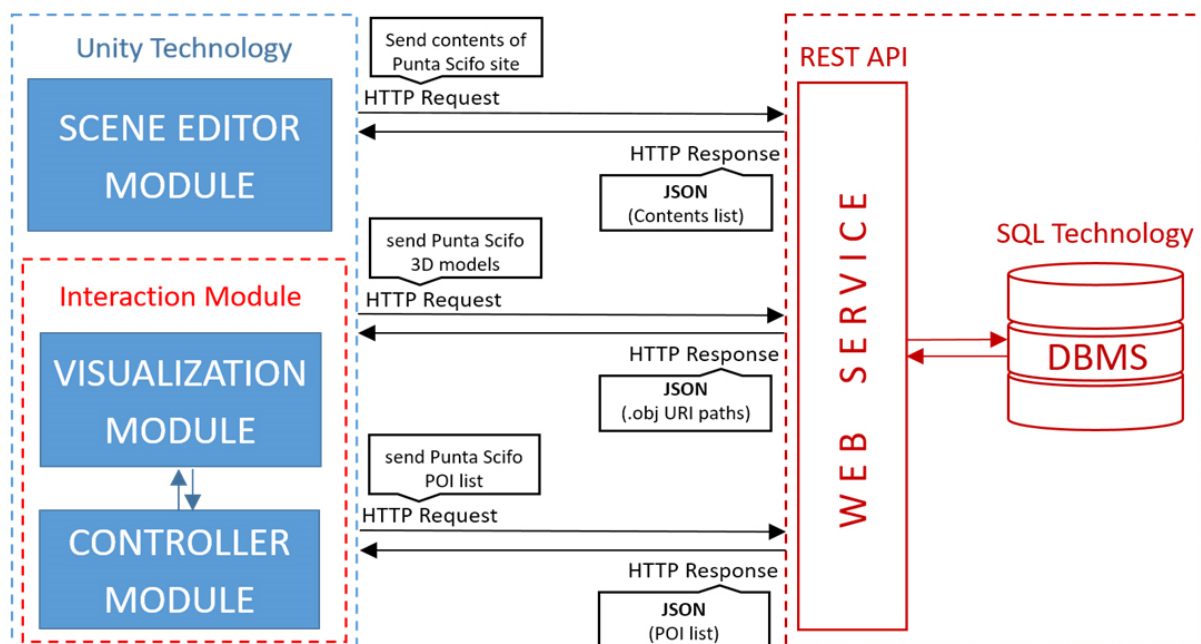 Unity Technology
SCENE EDITOR
MODULE
Interaction Module
VISUALIZATION
MODULE
CONTROLLER
MODULE
Send contents of
Punta Scifo site
HTTP Request
HTTP Response
JSON
(Contents list)
send Punta Scifo
3D models
HTTP Request
HTTP Response
JSON
(.obj URI paths)
send Punta Scifo
POI list
HTTP Request
HTTP Response
JSON
(POI list)
REST API
WEB SERVICE
SQL Technology
DBMS